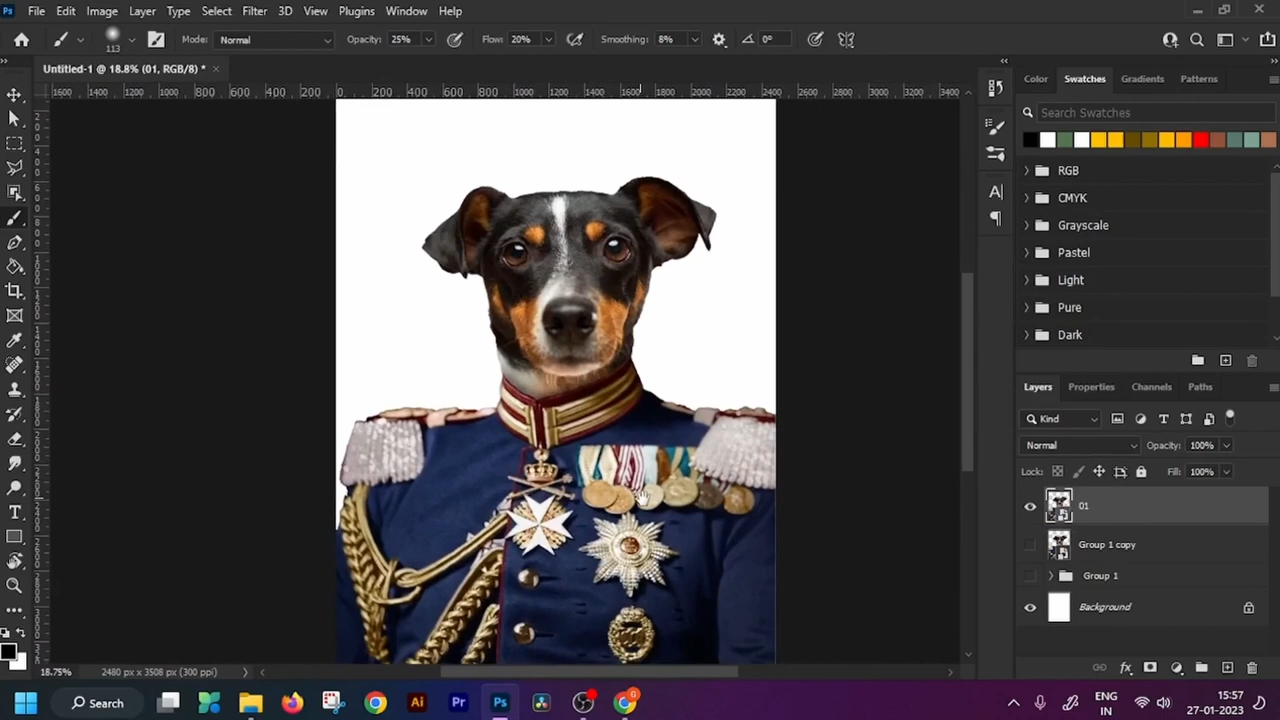 Ps File Edit Image Layer Type Select Filter 3D View Plugins Window Help
113 Mode: Normal Opacity: 25% Flow: 20% Smoothing: 8% 0°
Untitled-1 @ 18.8% (01, RGB/8) * ×
1600 1400 1200 1000 800 600 400 200 0 200 400 600 800 1000 1200 1400 1600 1800 2000 2200 2400 2600 2800 3000 3200 3400
Color Swatches Gradients Patterns
Search Swatches
RGB
CMYK
Grayscale
Pastel
Light
Pure
Dark
Layers Properties Channels Paths
Kind
Normal Opacity: 100%
Lock: Fill: 100%
01
Group 1 copy
Group 1
Background
18.75% 2480 px x 3508 px (300 ppi)
Search Ai Pr Ps G ENG IN 15:57 27-01-2023